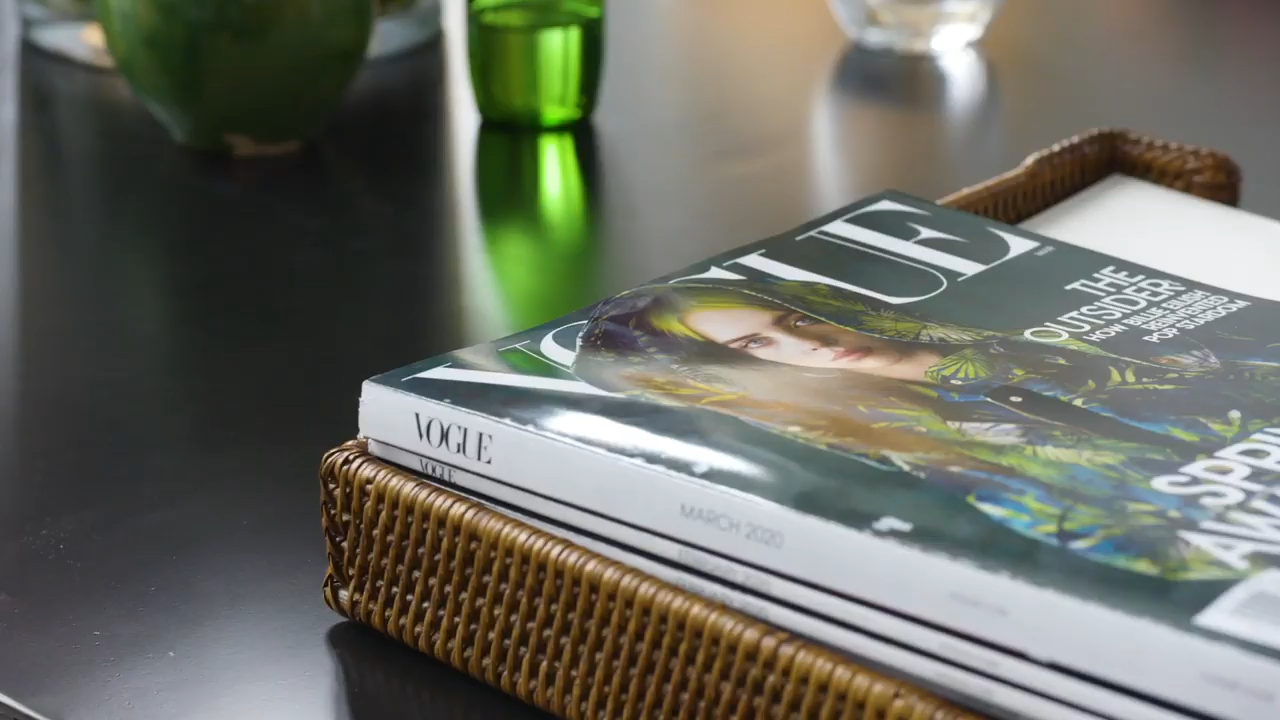 VOGUE
THE
OUTSIDER:
HOW BILLIE EILISH
REINVENTED
POP STARDOM
VOGUE
VOGUE
MARCH 2020